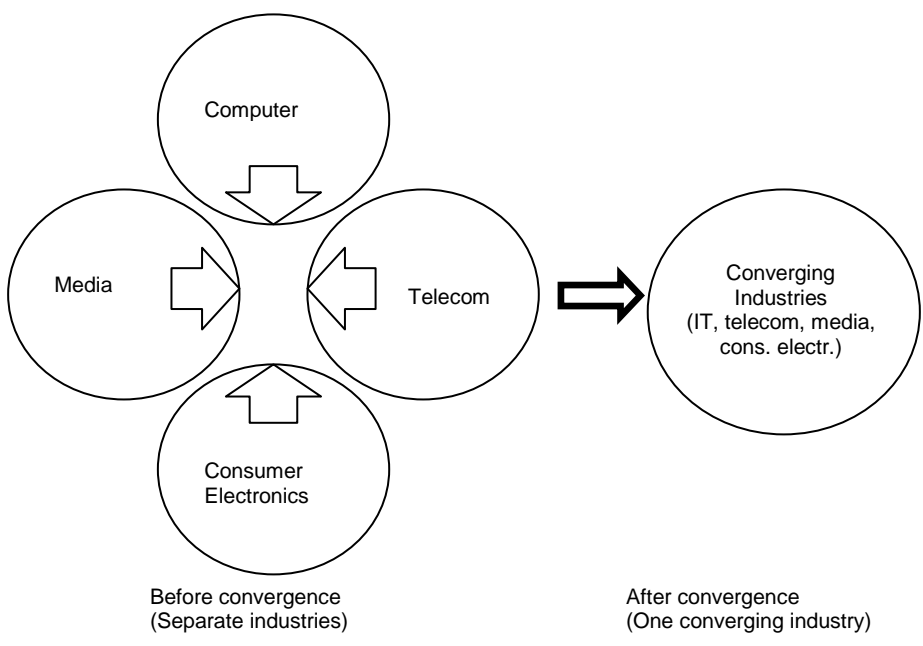 Computer
Media
Telecom
Consumer
Electronics
Converging
Industries
(IT, telecom, media,
cons. electr.)
Before convergence
(Separate industries)
After convergence
(One converging industry)